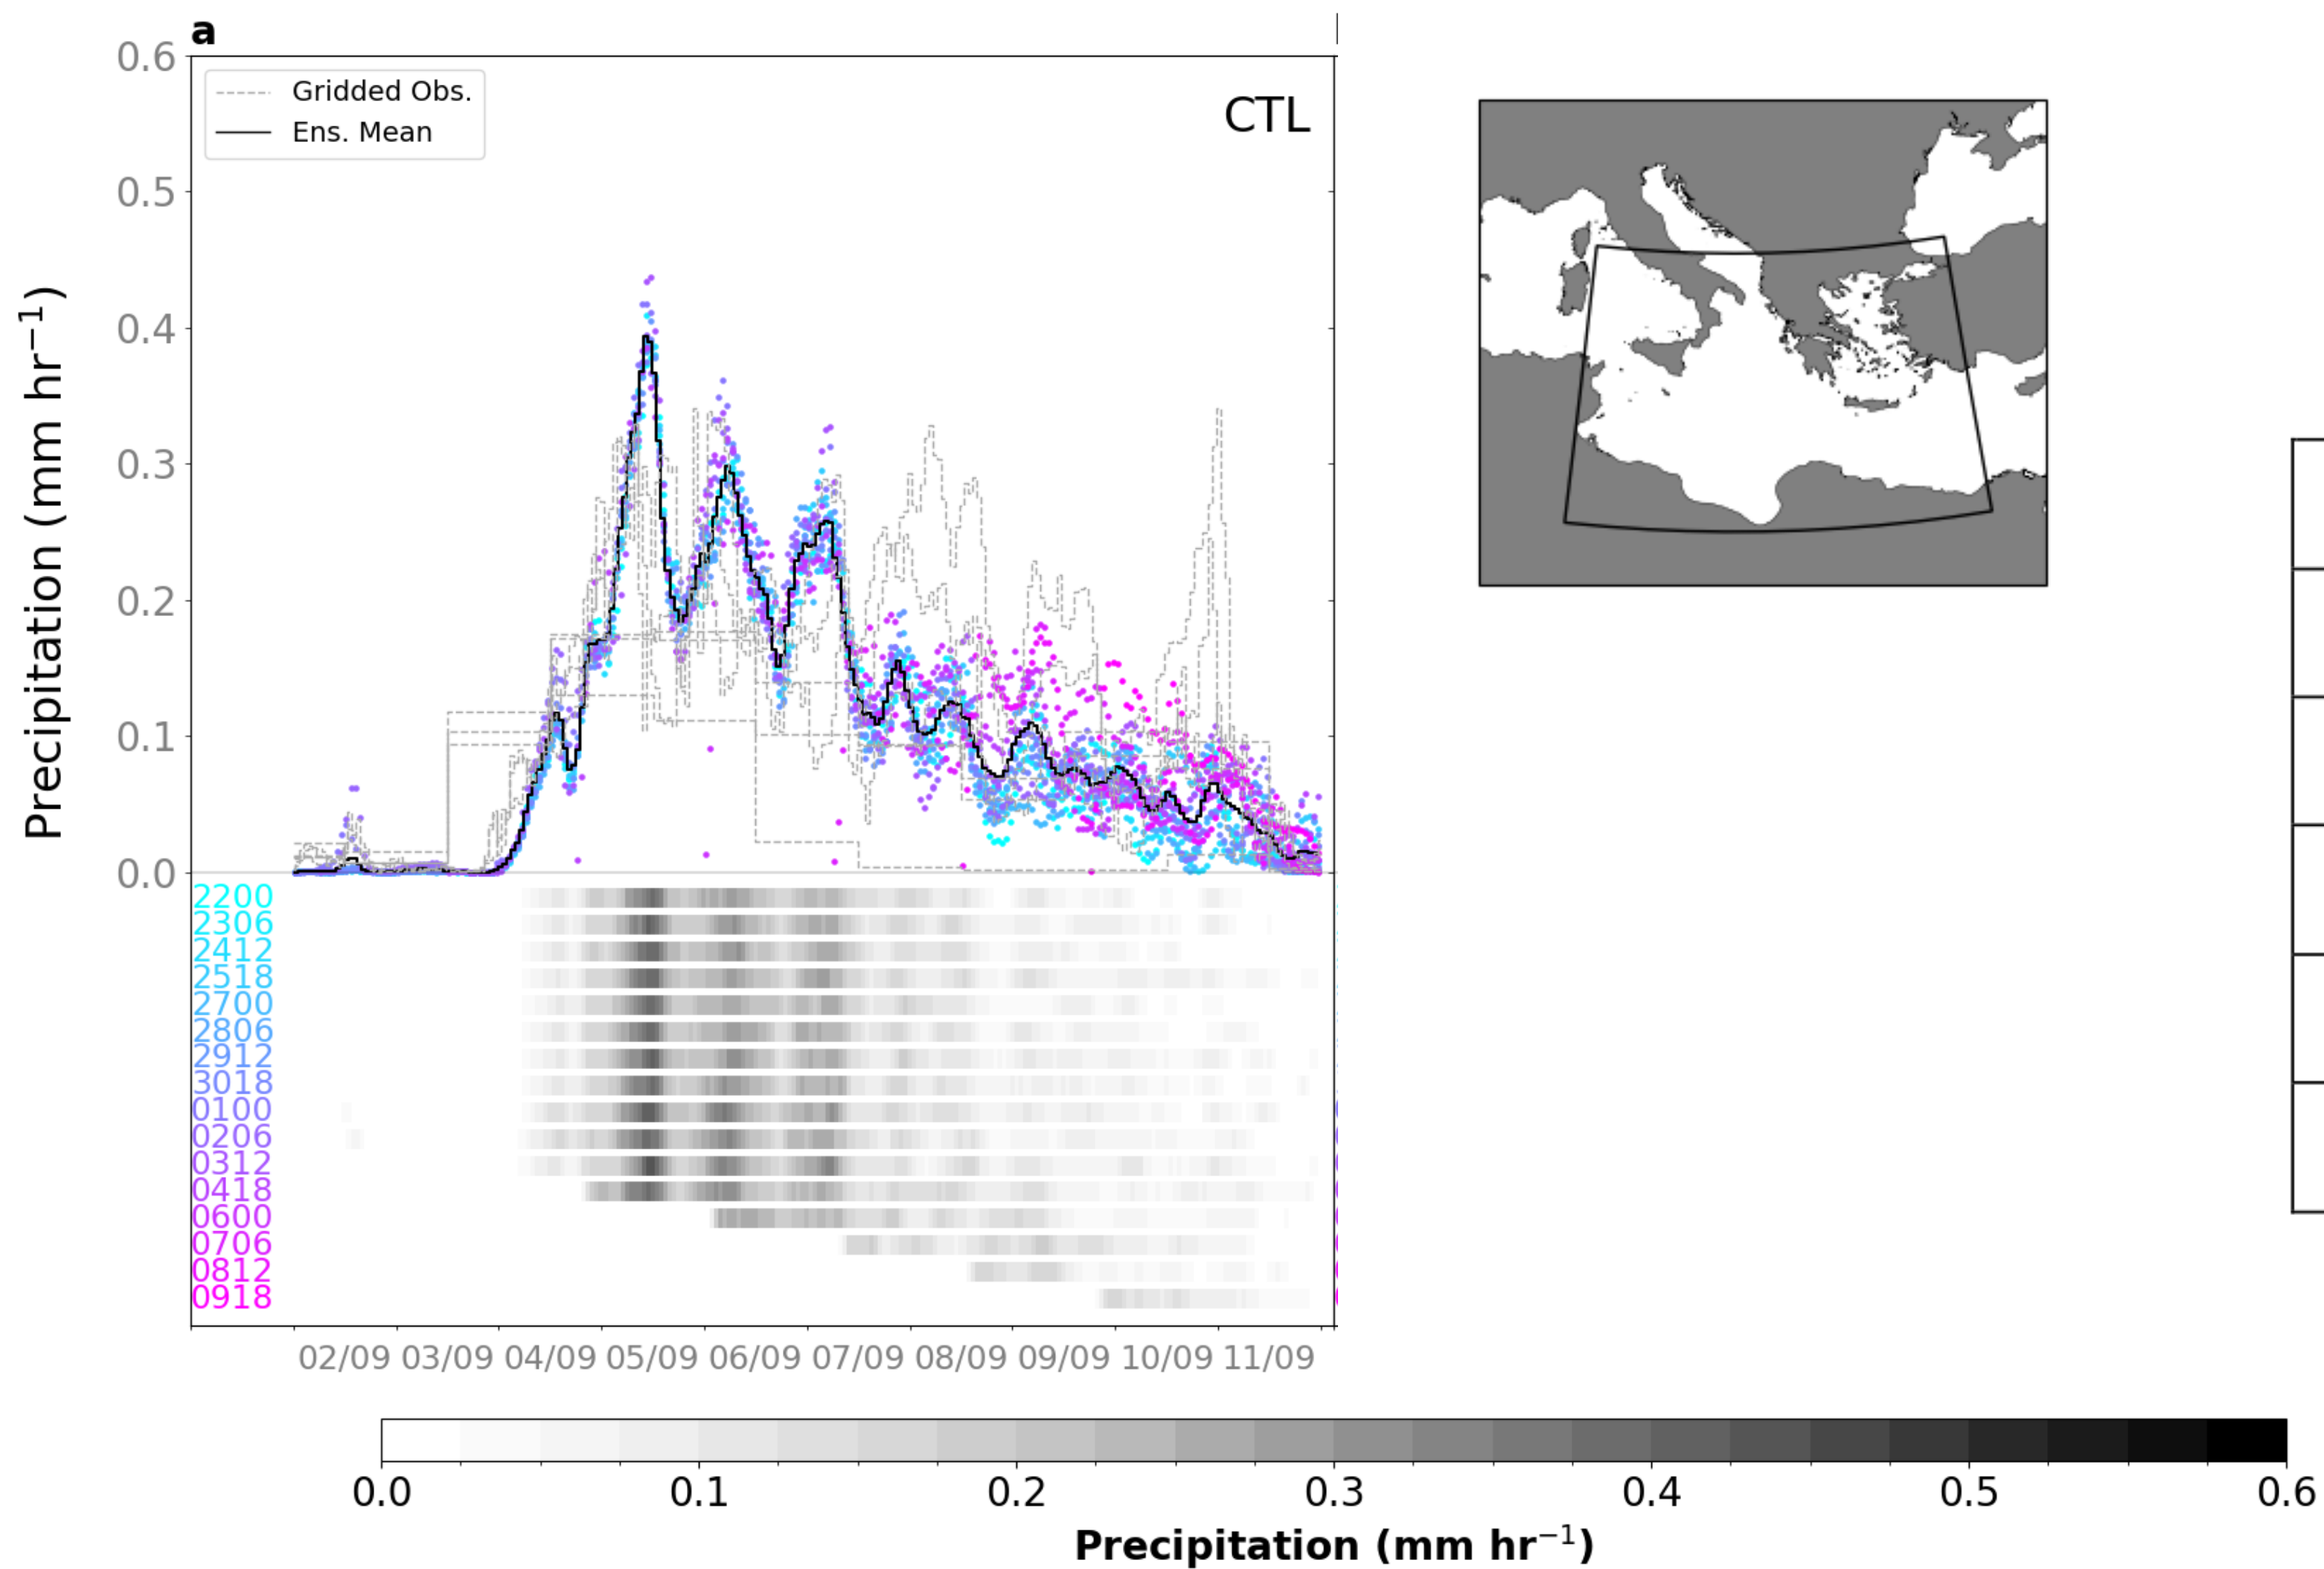 a
0.6
0.5
0.4
0.3
0.2
0.1
0.0
Precipitation (mm hr⁻¹)
Gridded Obs.
Ens. Mean
CTL
2200
2306
2412
2518
2700
2806
2912
3018
0100
0206
0312
0418
0600
0706
0812
0918
02/09 03/09 04/09 05/09 06/09 07/09 08/09 09/09 10/09 11/09
0.0 0.1 0.2 0.3 0.4 0.5 0.6
Precipitation (mm hr⁻¹)